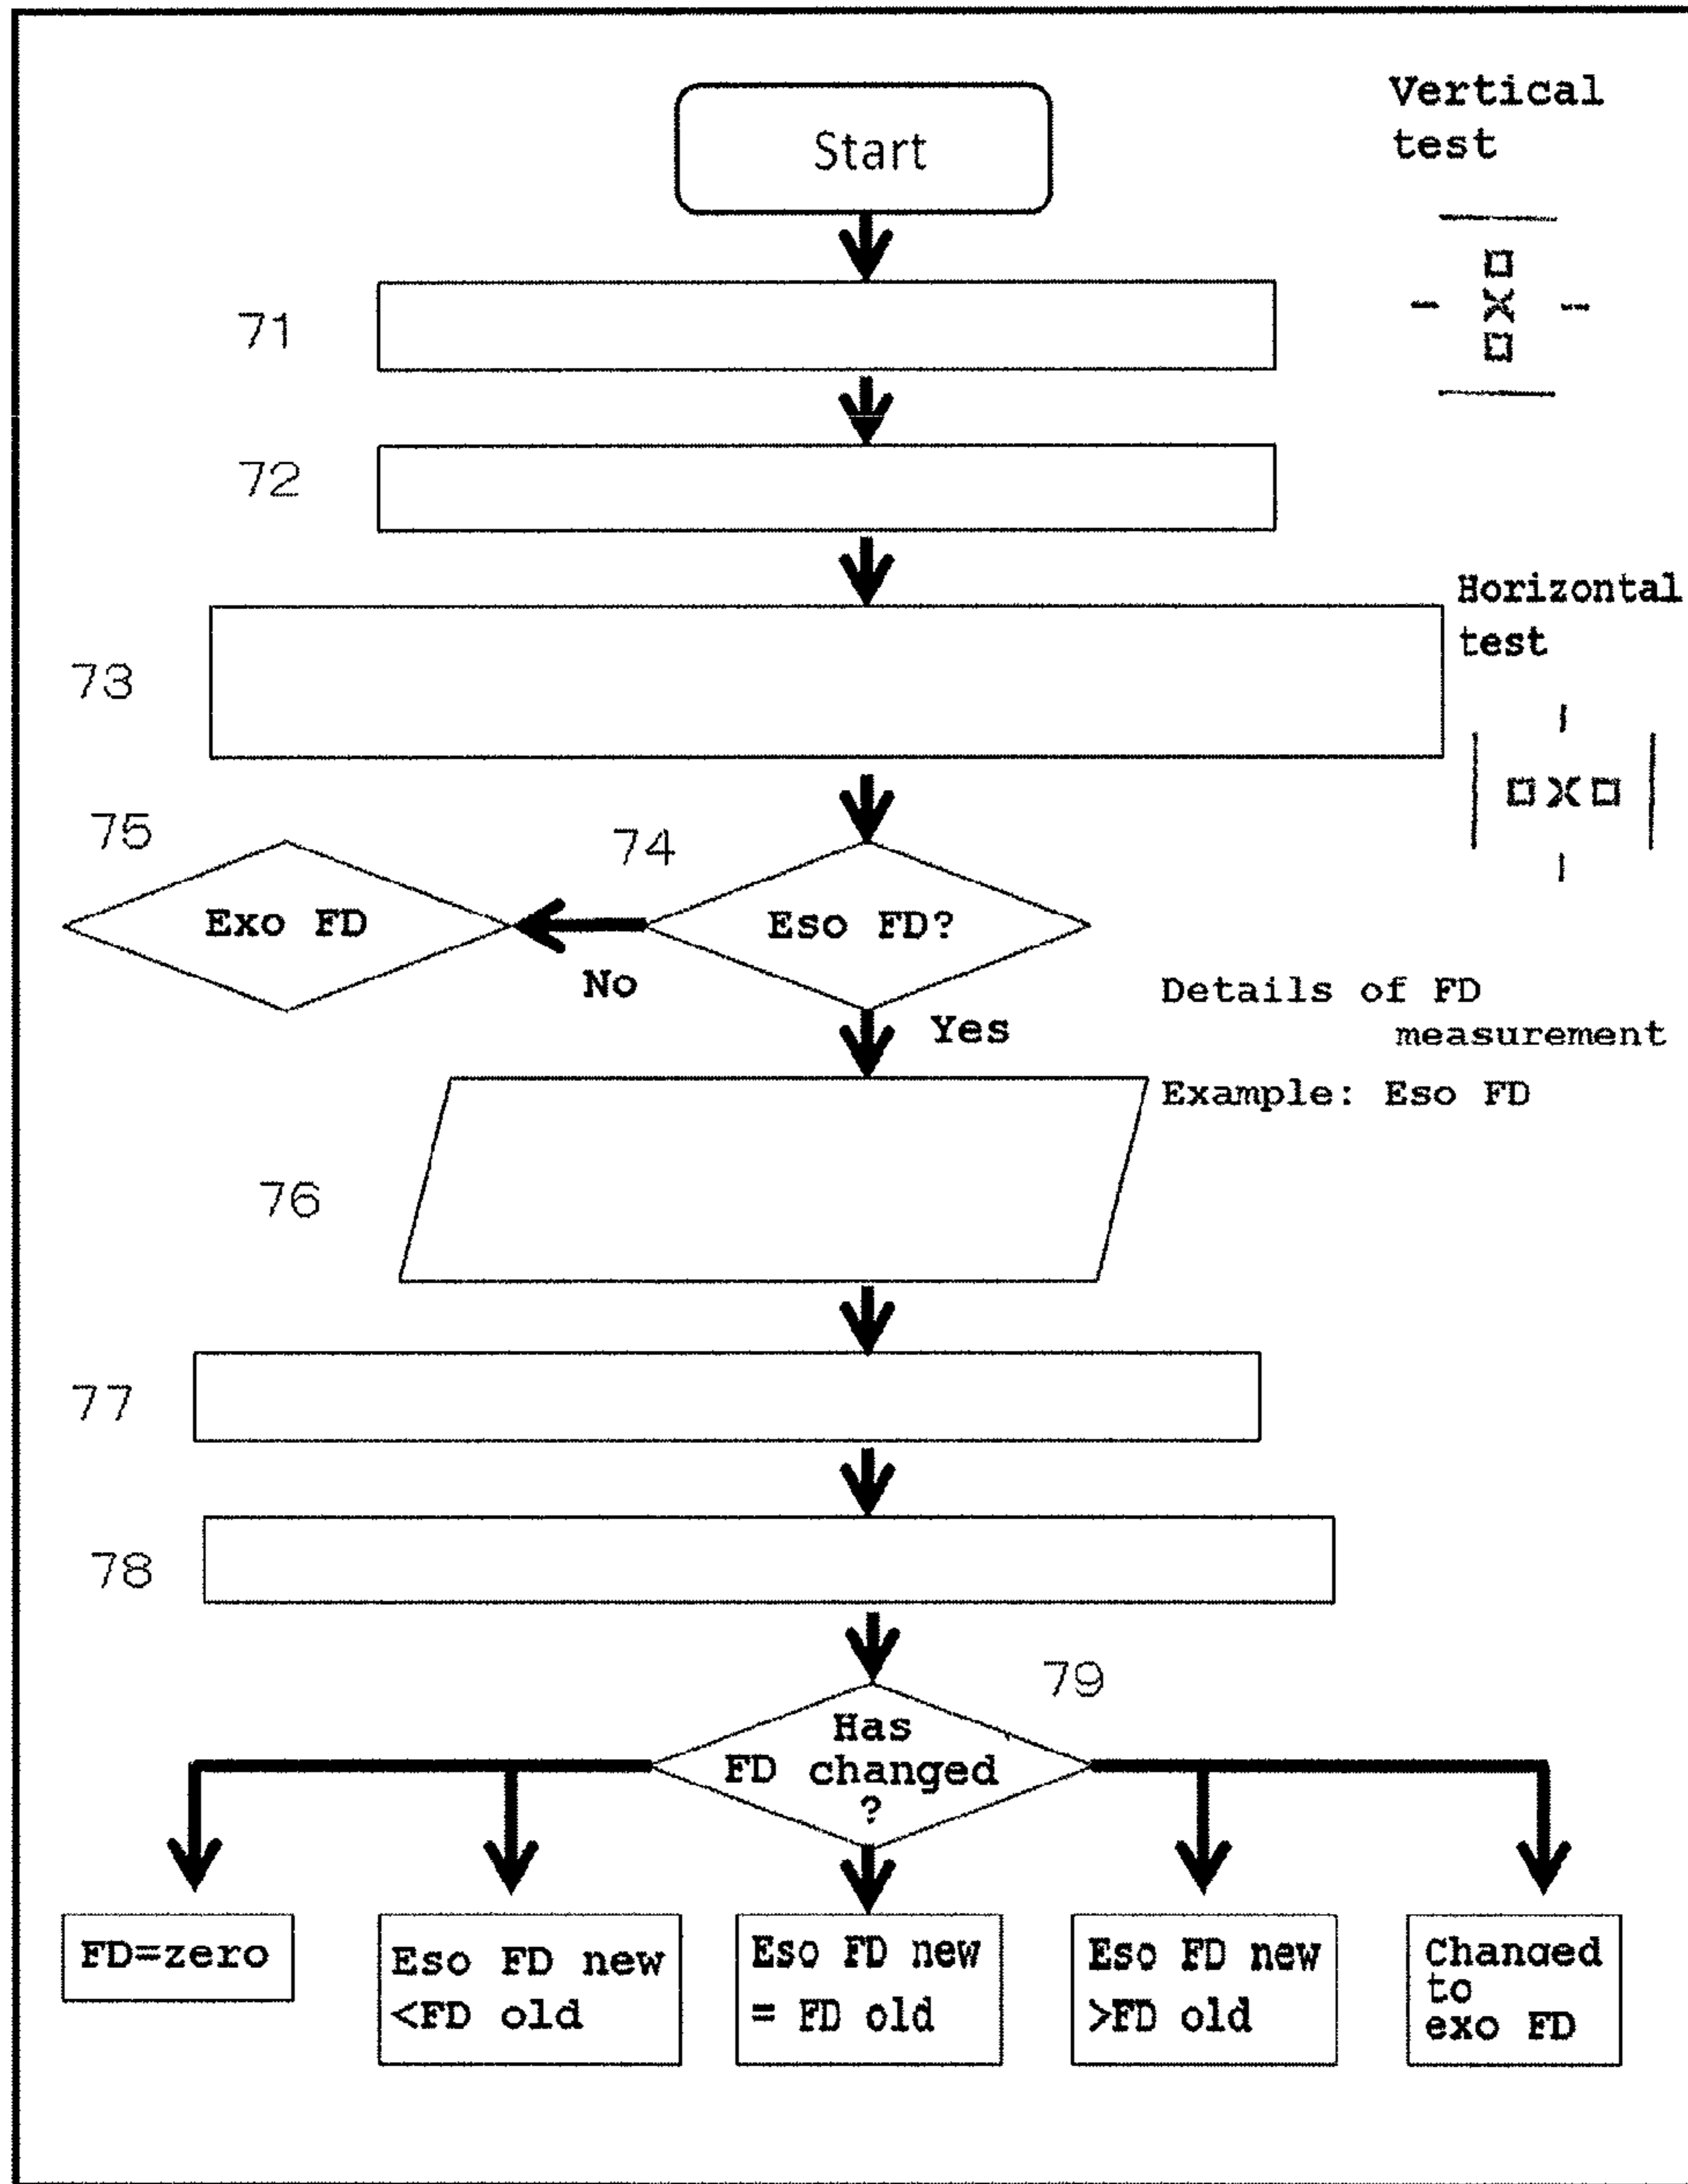 Start
Vertical
test
71
X
72
73
Horizontal
test
X
75
74
Exo FD
Eso FD?
No
Yes
Details of FD
measurement
Example: Eso FD
76
77
78
79
Has
FD changed
?
FD=zero
Eso FD new
<FD old
Eso FD new
= FD old
Eso FD new
>FD old
Changed
to
exo FD